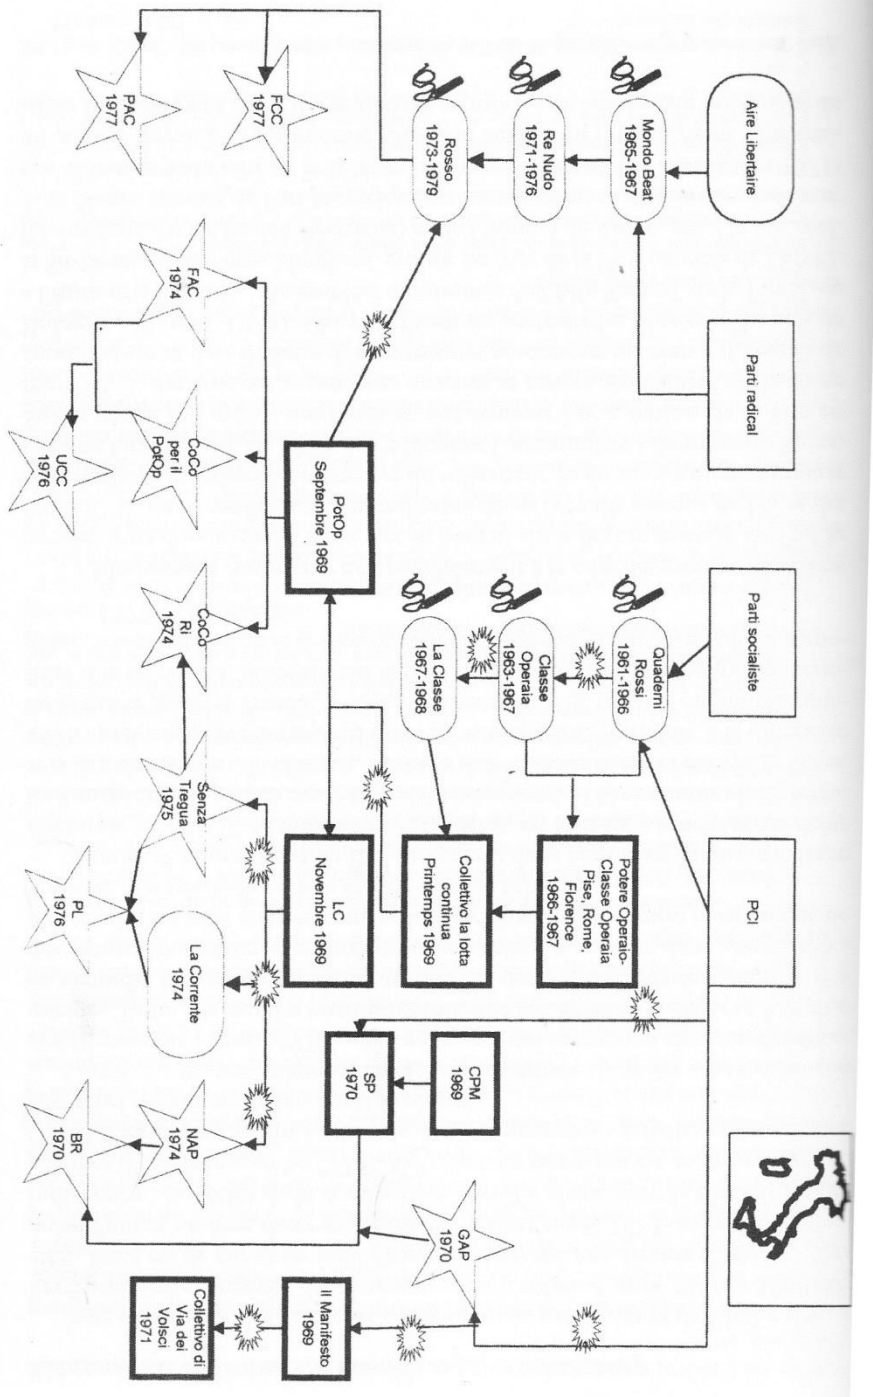 Aire Libertaire
Parti radical
Parti socialiste
PCI
Mondo Beat
1965-1967
Quaderni
Rossi
1961-1966
Re Nudo
1971-1976
Classe
Operaia
1963-1967
Potere Operaio-
Classe Operaia
Pise, Rome,
Florence
1966-1967
Rosso
1973-1979
La Classe
1967-1968
Collettivo la lotta
continua
Printemps 1969
CPM
1969
GAP
1970
PotOp
Septembre 1969
LC
Novembre 1969
SP
1970
Il Manifesto
1969
FCC
1977
PAC
1977
FAC
1974
CoCo
per il
PotOp
CoCo
Ri
1974
Senza
Tregua
1975
La Corrente
1974
NAP
1974
Collettivo di
Via dei
Volsci
1971
UCC
1976
PL
1976
BR
1970